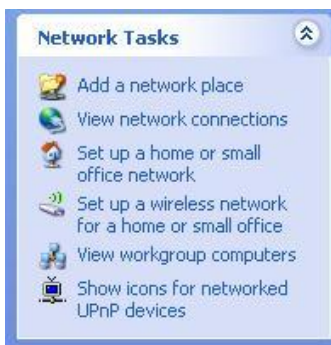 Network Tasks
Add a network place
View network connections
Set up a home or small
office network
Set up a wireless network
for a home or small office
View workgroup computers
Show icons for networked
UPnP devices